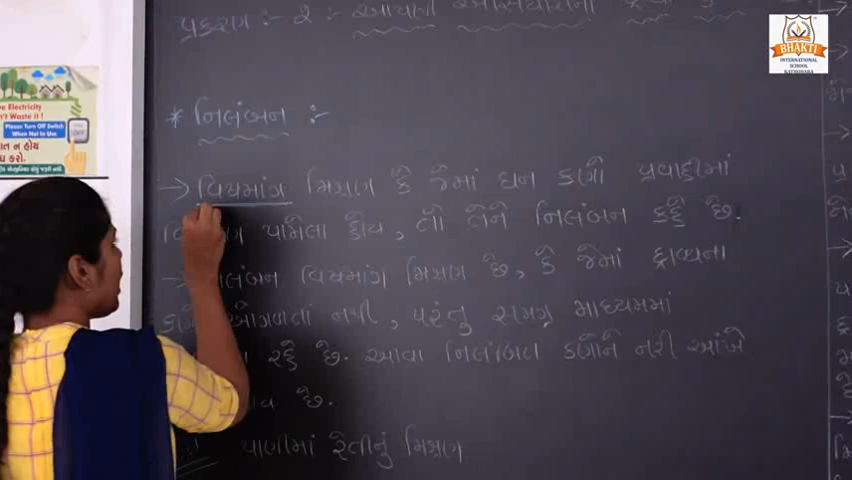 પ્રકરણ :- ૨ : આપણી આસપાસના
* નિલંબન :-
→ વિષમાંગ મિશ્રણ કે જેમાં ઘન કણો પ્રવાહીમાં
પામેલા હોય, તો તેને નિલંબન કહે છે.
→ નિલંબન વિષમાંગ મિશ્રણ છે, કે જેમાં દ્રાવ્યના
ઓગળતાં નથી, પરંતુ સમગ્ર માધ્યમમાં
રહે છે. આવા નિલંબિત કણોને નરી આંખે
છે.
પાણીમાં રેતીનું મિશ્રણ
BHAKTI
INTERNATIONAL
SCHOOL
KATHODARA
ve Electricity
n't Waste it !
Please Turn Off Switch
When Not In Use